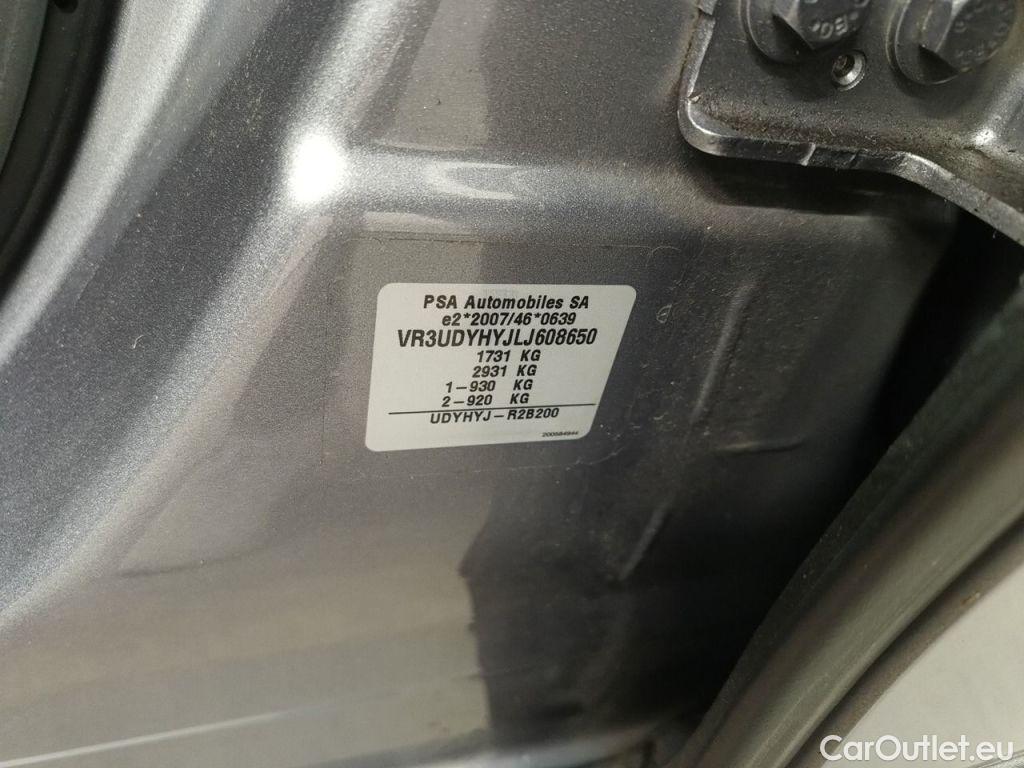 PSA Automobiles SA
e2*2007/46*0639
VR3UDYHYJLJ608650
1731 KG
2931 KG
1-930 KG
2-920 KG
UDYHYJ-R2B200
200584944
CarOutlet.eu